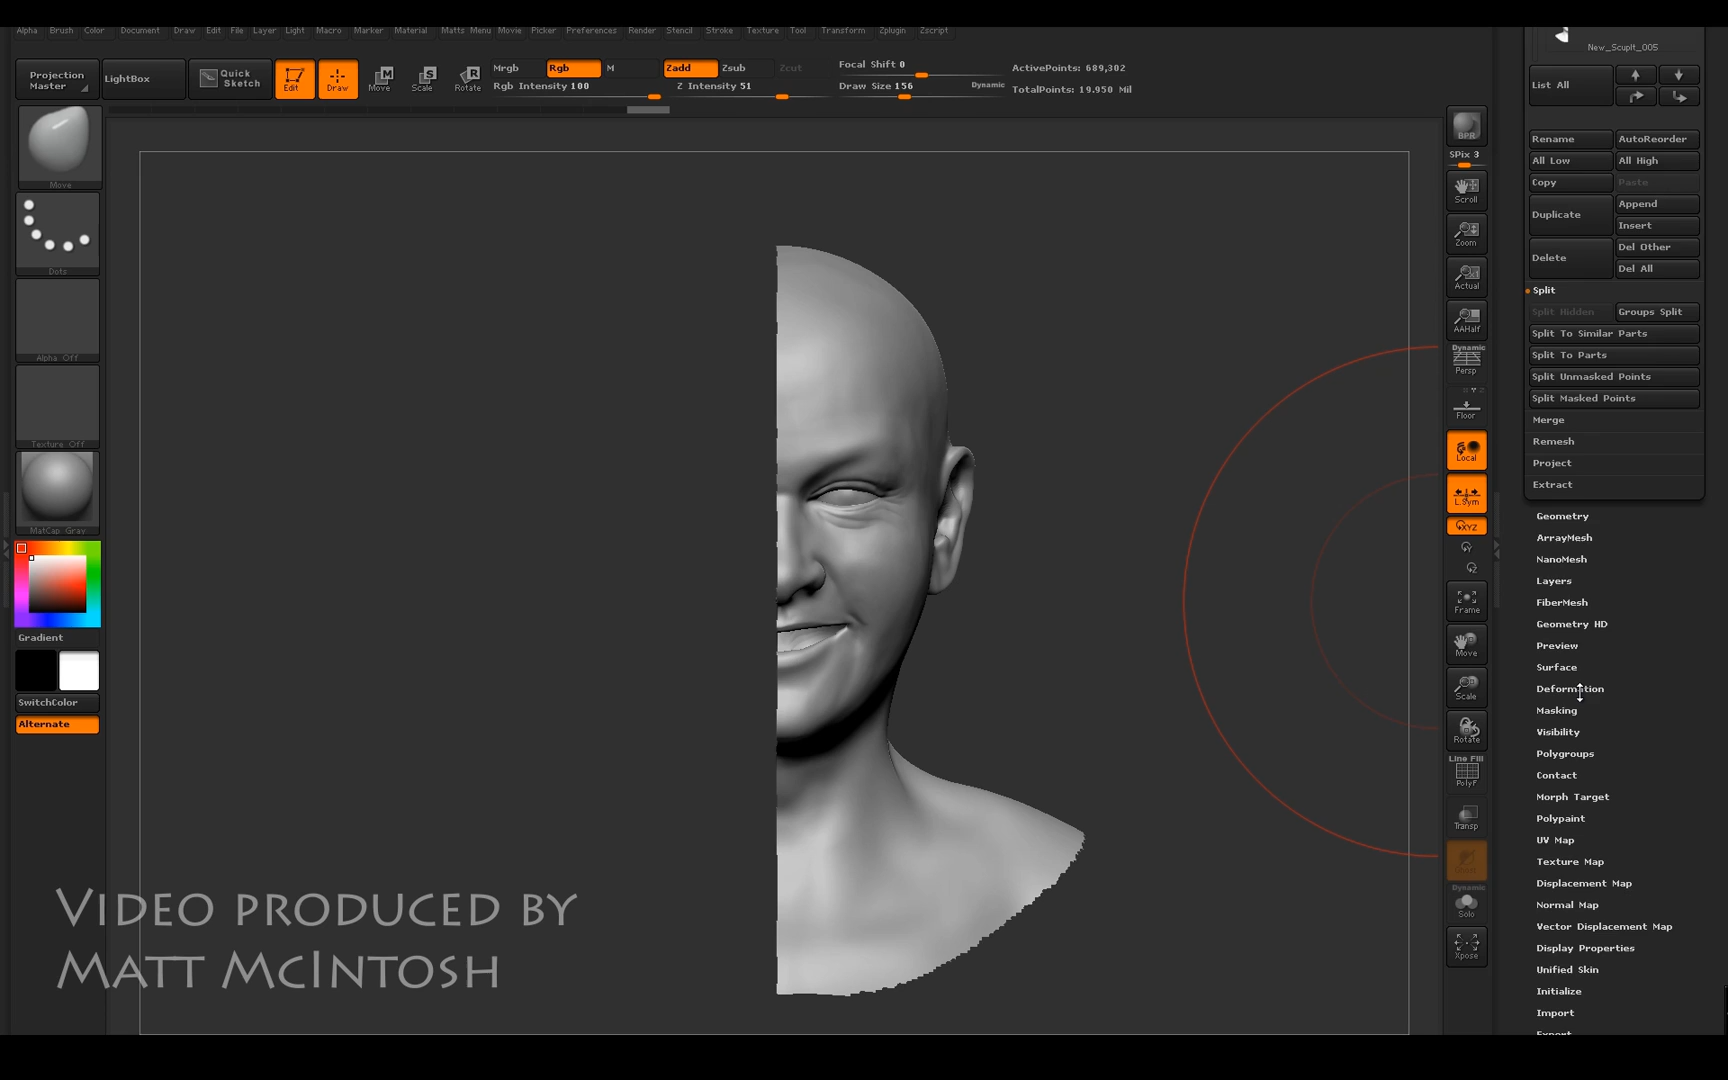 Alpha Brush Color Document Draw Edit File Layer Light Macro Marker Material Matts Menu Movie Picker Preferences Render Stencil Stroke Texture Tool Transform Zplugin Zscript
New_Sculpt_005
Projection Master
LightBox
Quick Sketch
Edit
Draw
Move
Scale
Rotate
Mrgb Rgb M
Rgb Intensity 100
Zadd Zsub Zcut
Z Intensity 51
Focal Shift 0
Draw Size 156
Dynamic
ActivePoints: 689,302
TotalPoints: 19.950 Mil
Move
Dots
Alpha Off
Texture Off
MatCap Gray
Gradient
SwitchColor
Alternate
BPR
SPix 3
Scroll
Zoom
Actual
AAHalf
Dynamic
Persp
Floor
Local
L.Sym
XYZ
Frame
Move
Scale
Rotate
Line Fill
PolyF
Transp
Dynamic
Solo
Xpose
List All
Rename AutoReorder
All Low All High
Copy Paste
Duplicate Append
Insert
Delete Del Other
Del All
Split
Split Hidden Groups Split
Split To Similar Parts
Split To Parts
Split Unmasked Points
Split Masked Points
Merge
Remesh
Project
Extract
Geometry
ArrayMesh
NanoMesh
Layers
FiberMesh
Geometry HD
Preview
Surface
Deformation
Masking
Visibility
Polygroups
Contact
Morph Target
Polypaint
UV Map
Texture Map
Displacement Map
Normal Map
Vector Displacement Map
Display Properties
Unified Skin
Initialize
Import
Export
Video produced by
Matt McIntosh